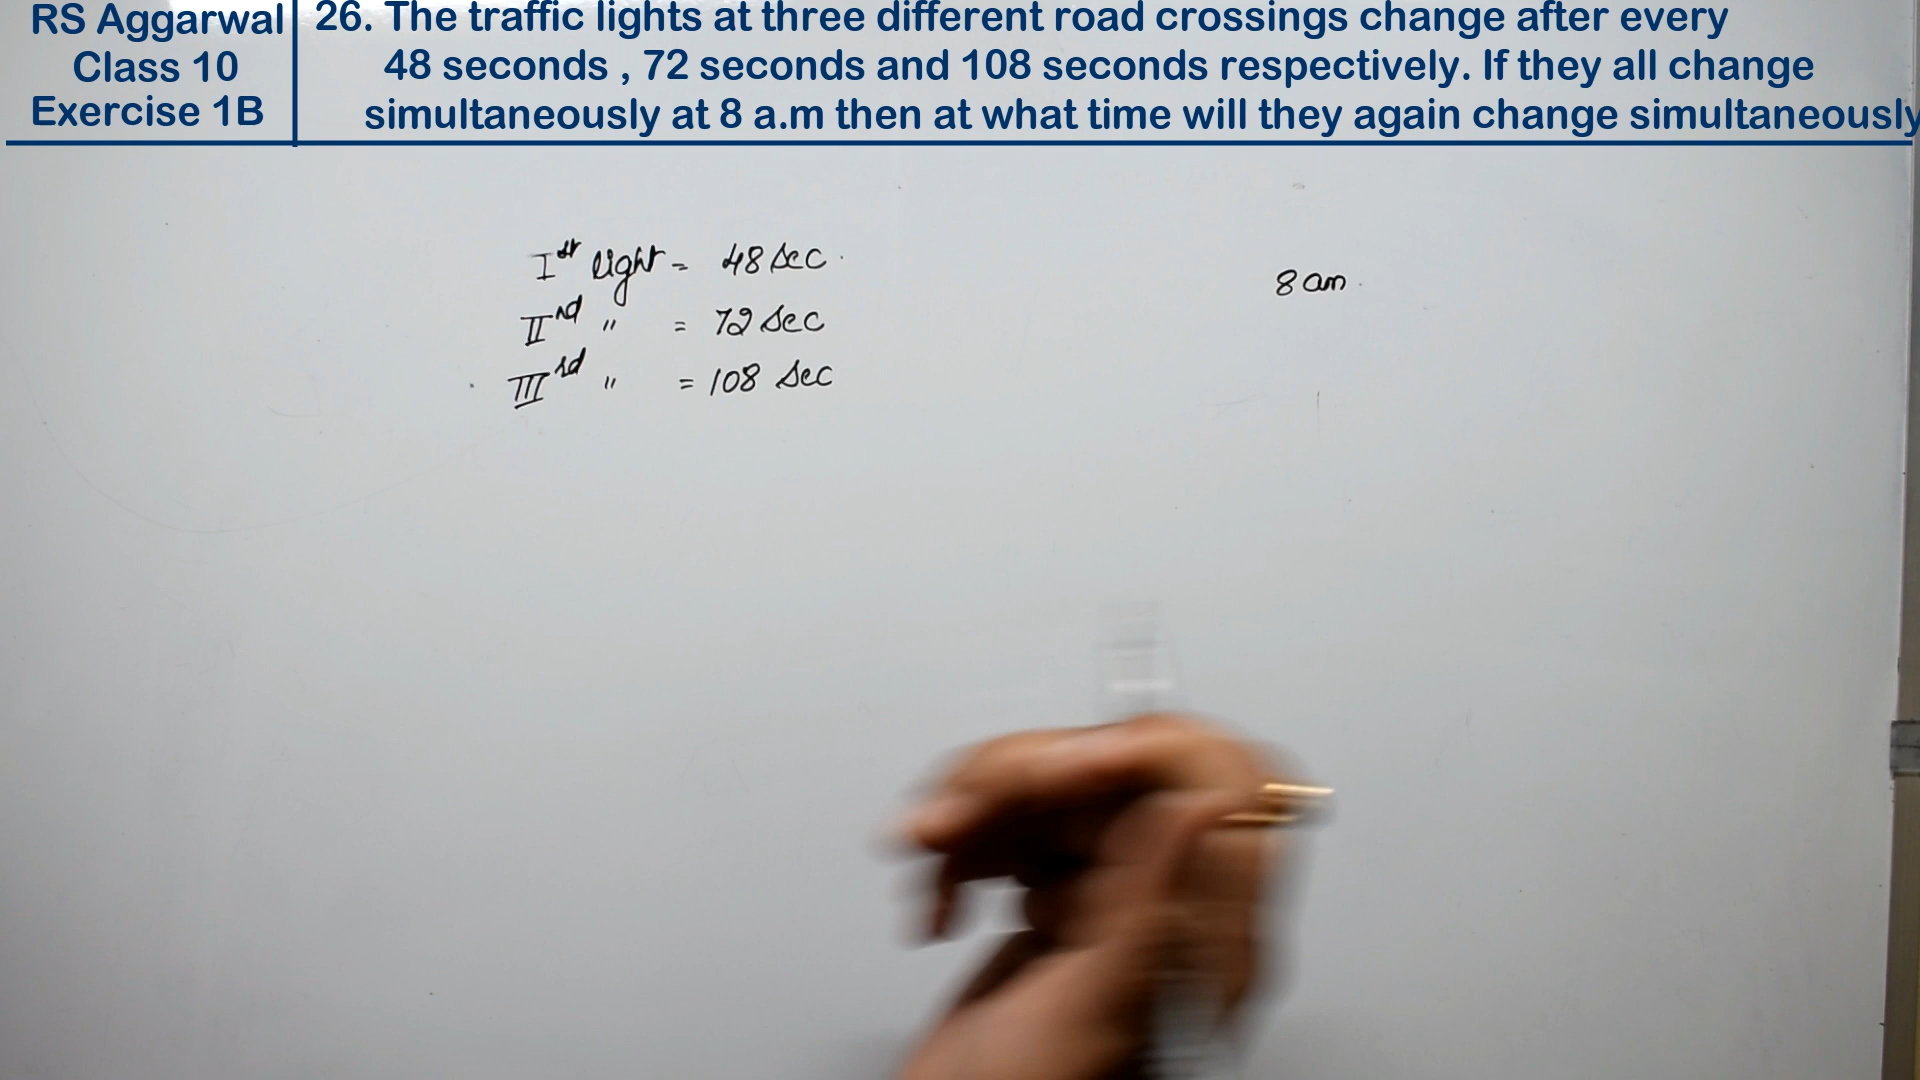 RS Aggarwal
Class 10
Exercise 1B
26. The traffic lights at three different road crossings change after every
48 seconds , 72 seconds and 108 seconds respectively. If they all change
simultaneously at 8 a.m then at what time will they again change simultaneously
Ist light = 48 sec.
IInd " = 72 sec
IIIrd " = 108 sec
8 am.